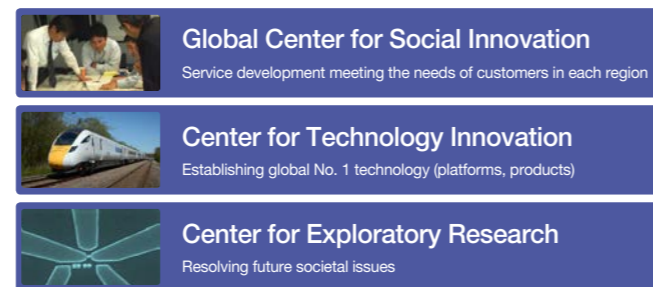 Global Center for Social Innovation
Service development meeting the needs of customers in each region
Center for Technology Innovation
Establishing global No. 1 technology (platforms, products)
Center for Exploratory Research
Resolving future societal issues